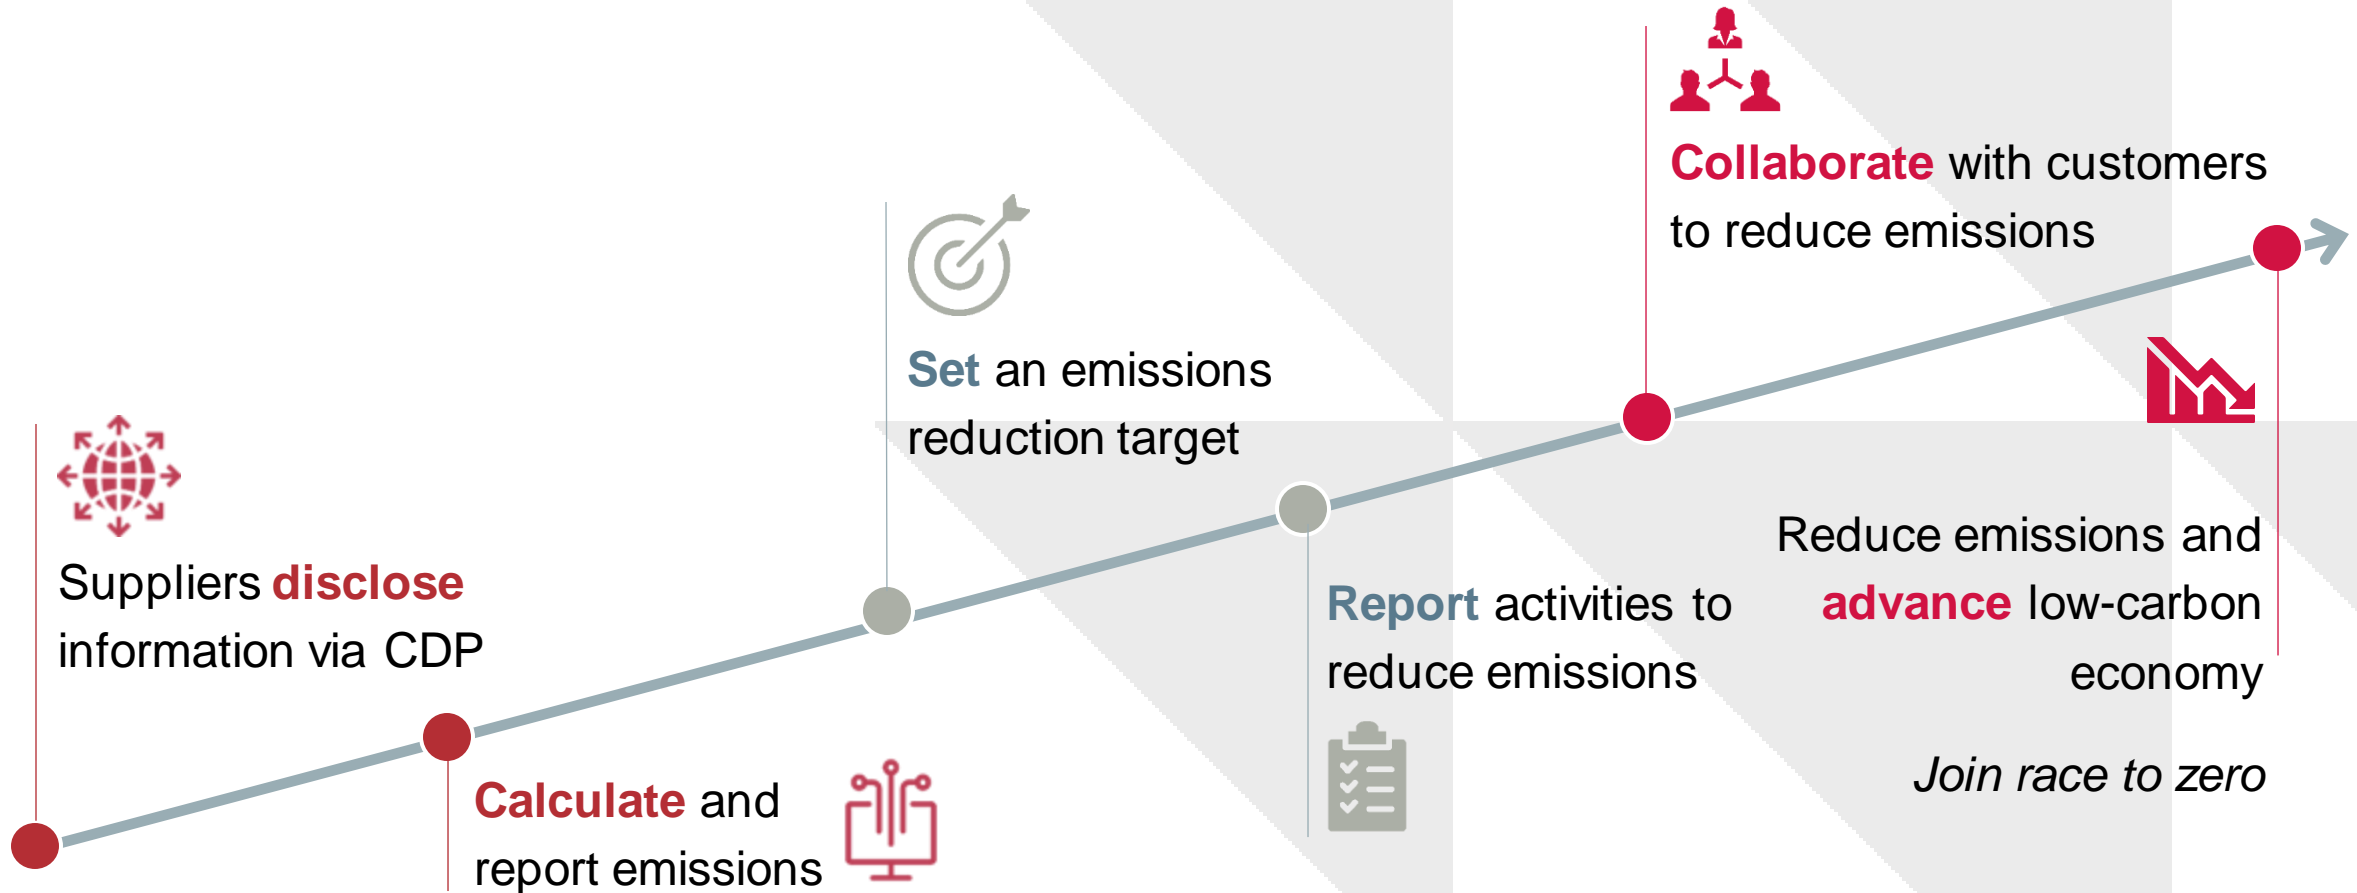 Suppliers disclose
information via CDP
Calculate and
report emissions
Set an emissions
reduction target
Report activities to
reduce emissions
Collaborate with customers
to reduce emissions
Reduce emissions and
advance low-carbon
economy
Join race to zero